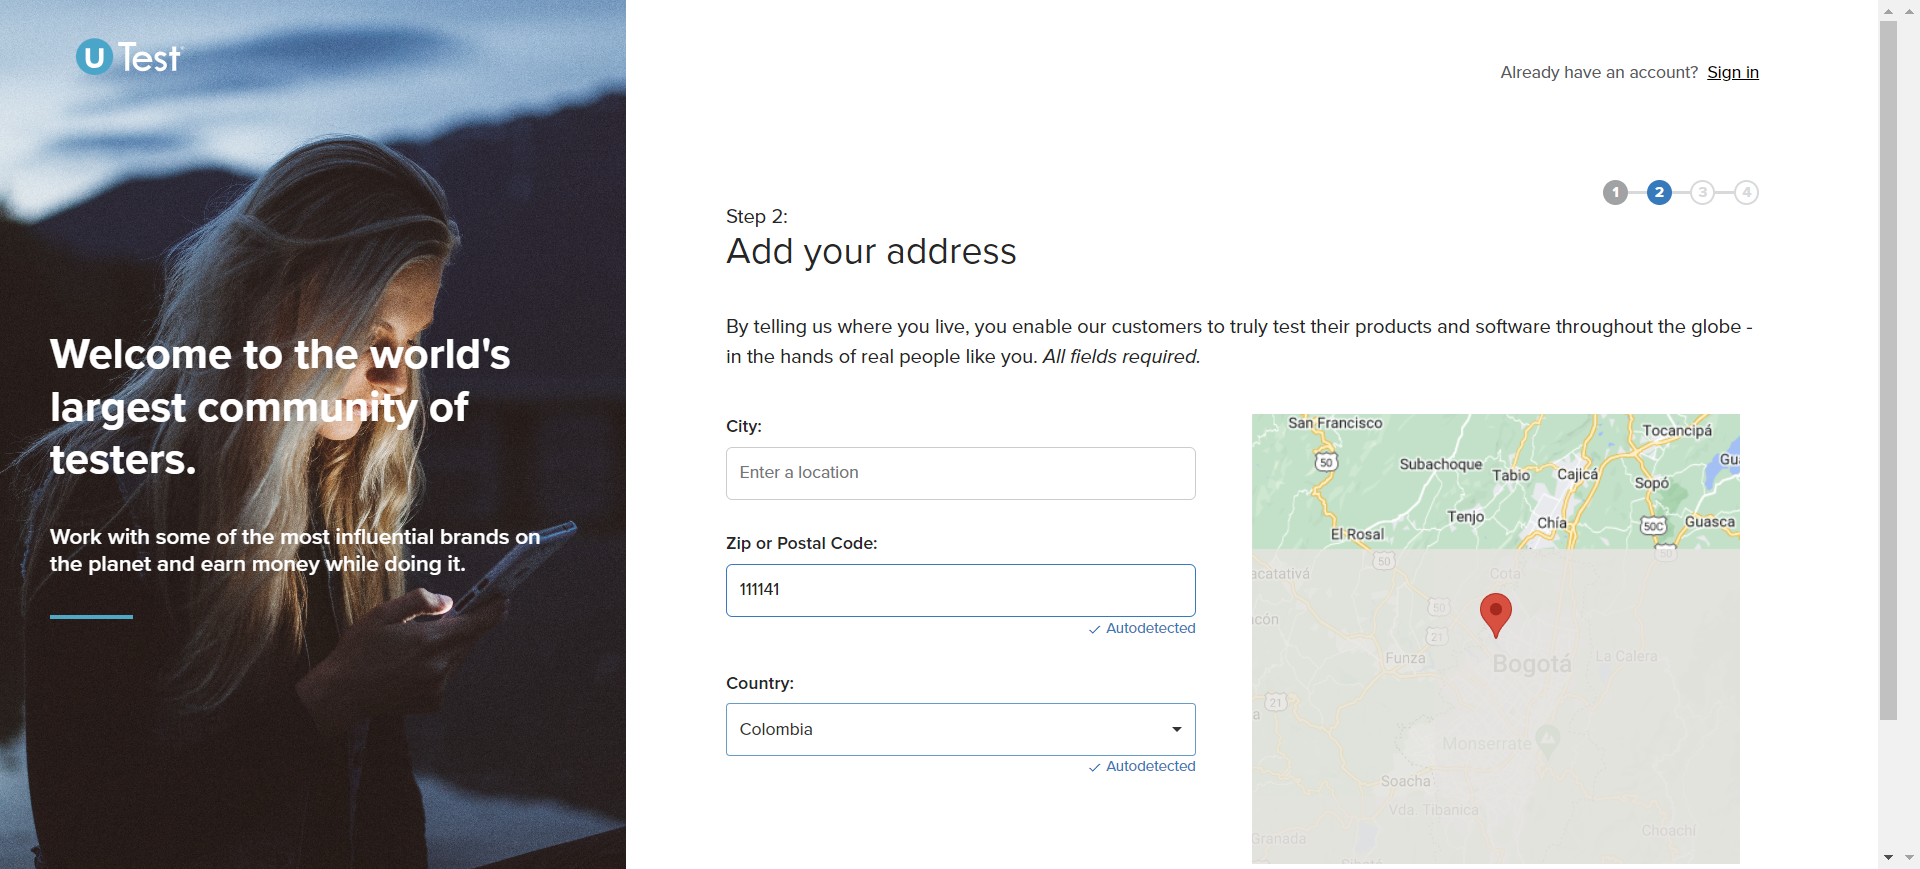 U Test
Welcome to the world's
largest community of
testers.
Work with some of the most influential brands on
the planet and earn money while doing it.
Already have an account? Sign in
1 2 3 4
Step 2:
Add your address
By telling us where you live, you enable our customers to truly test their products and software throughout the globe -
in the hands of real people like you. All fields required.
City:
Enter a location
Zip or Postal Code:
111141
Autodetected
Country:
Colombia
Autodetected
San Francisco
Tocancipá
50
Subachoque
Tabio
Cajicá
Gu
Sopó
Tenjo
Chía
50C
Guasca
El Rosal
50
50
acatativá
Cota
50
cón
21
Funza
Bogotá
La Calera
21
a
Monserrate
Soacha
Vda Tibanica
Choachí
Granada
Sibaté